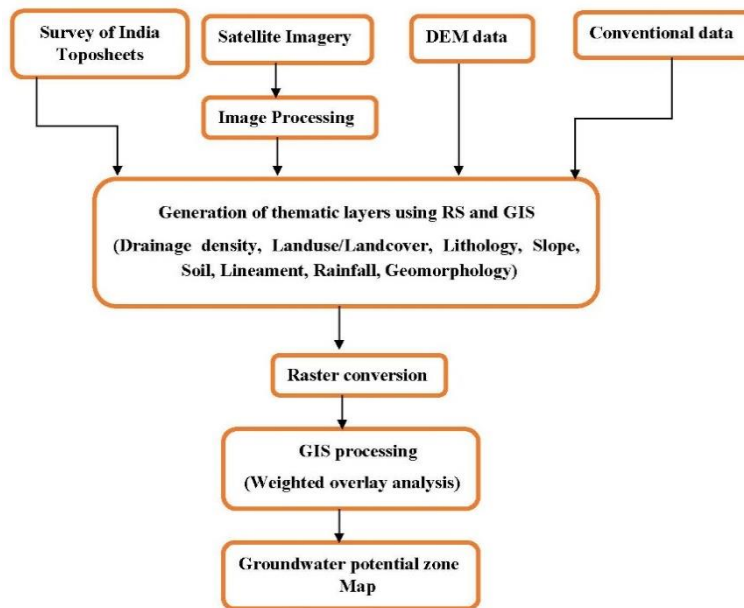 Survey of India
Toposheets
Satellite Imagery
DEM data
Conventional data
Image Processing
Generation of thematic layers using RS and GIS
(Drainage density, Landuse/Landcover, Lithology, Slope,
Soil, Lineament, Rainfall, Geomorphology)
Raster conversion
GIS processing
(Weighted overlay analysis)
Groundwater potential zone
Map